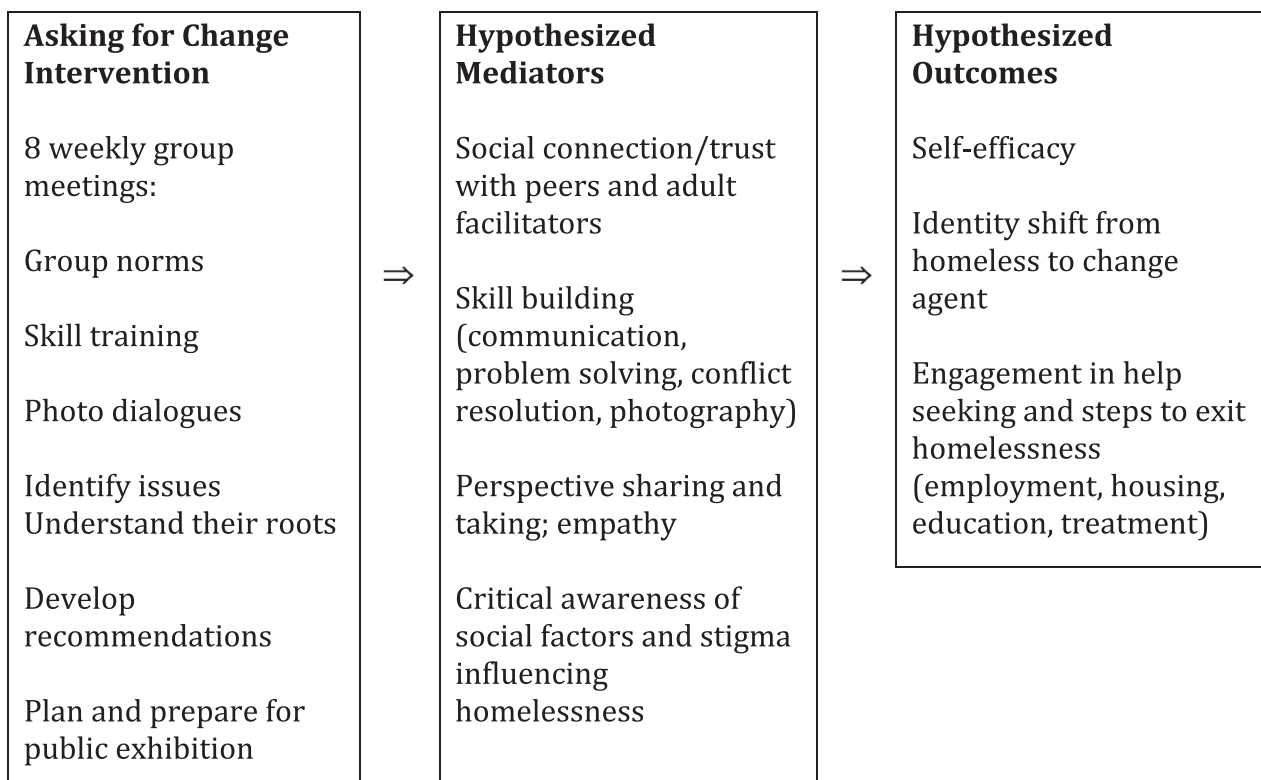 Asking for Change
Intervention
8 weekly group
meetings:
Group norms
Skill training
Photo dialogues
Identify issues
Understand their roots
Develop
recommendations
Plan and prepare for
public exhibition
⇒
Hypothesized
Mediators
Social connection/trust
with peers and adult
facilitators
Skill building
(communication,
problem solving, conflict
resolution, photography)
Perspective sharing and
taking; empathy
Critical awareness of
social factors and stigma
influencing
homelessness
⇒
Hypothesized
Outcomes
Self-efficacy
Identity shift from
homeless to change
agent
Engagement in help
seeking and steps to exit
homelessness
(employment, housing,
education, treatment)